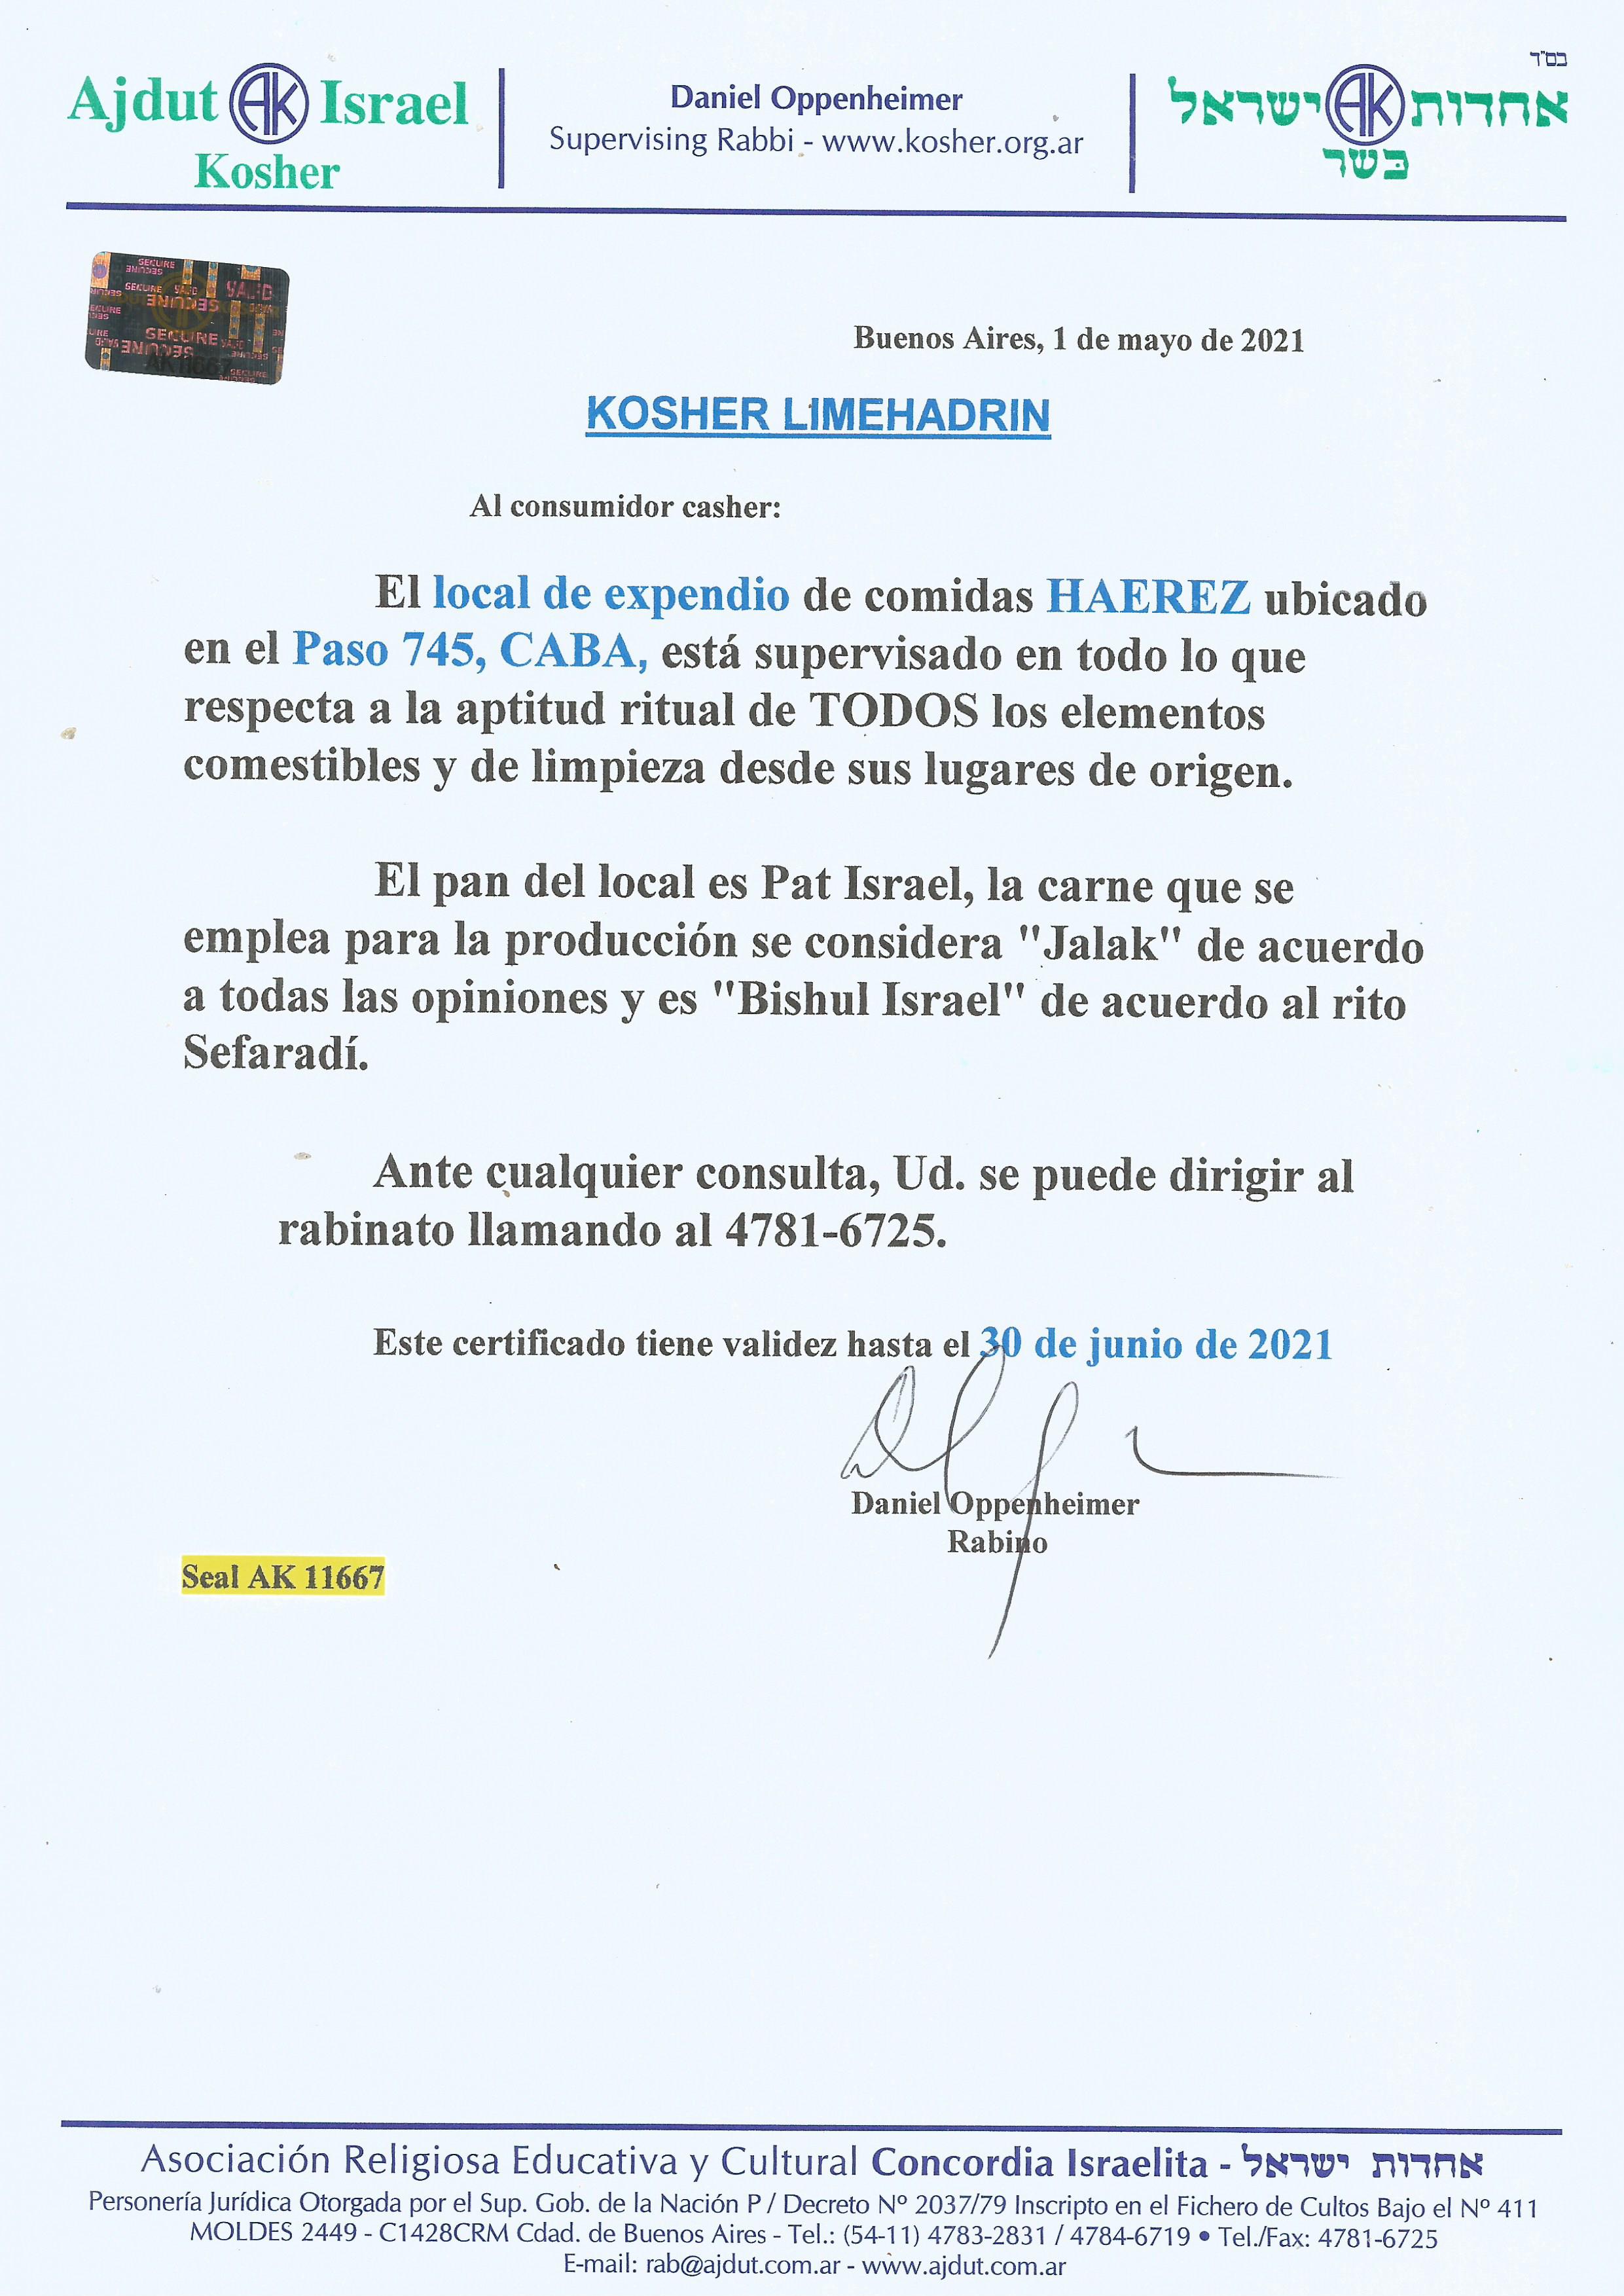 בס"ד
Ajdut AK Israel
Kosher
Daniel Oppenheimer
Supervising Rabbi - www.kosher.org.ar
אחדות AK ישראל
כשר
SECURE
VALID
AK11667
Buenos Aires, 1 de mayo de 2021
KOSHER LIMEHADRIN
Al consumidor casher:
El local de expendio de comidas HAEREZ ubicado
en el Paso 745, CABA, está supervisado en todo lo que
respecta a la aptitud ritual de TODOS los elementos
comestibles y de limpieza desde sus lugares de origen.
El pan del local es Pat Israel, la carne que se
emplea para la producción se considera "Jalak" de acuerdo
a todas las opiniones y es "Bishul Israel" de acuerdo al rito
Sefaradí.
Ante cualquier consulta, Ud. se puede dirigir al
rabinato llamando al 4781-6725.
Este certificado tiene validez hasta el 30 de junio de 2021
Daniel Oppenheimer
Rabino
Seal AK 11667
Asociación Religiosa Educativa y Cultural Concordia Israelita - אחדות ישראל
Personería Jurídica Otorgada por el Sup. Gob. de la Nación P / Decreto Nº 2037/79 Inscripto en el Fichero de Cultos Bajo el Nº 411
MOLDES 2449 - C1428CRM Cdad. de Buenos Aires - Tel.: (54-11) 4783-2831 / 4784-6719 • Tel./Fax: 4781-6725
E-mail: rab@ajdut.com.ar - www.ajdut.com.ar